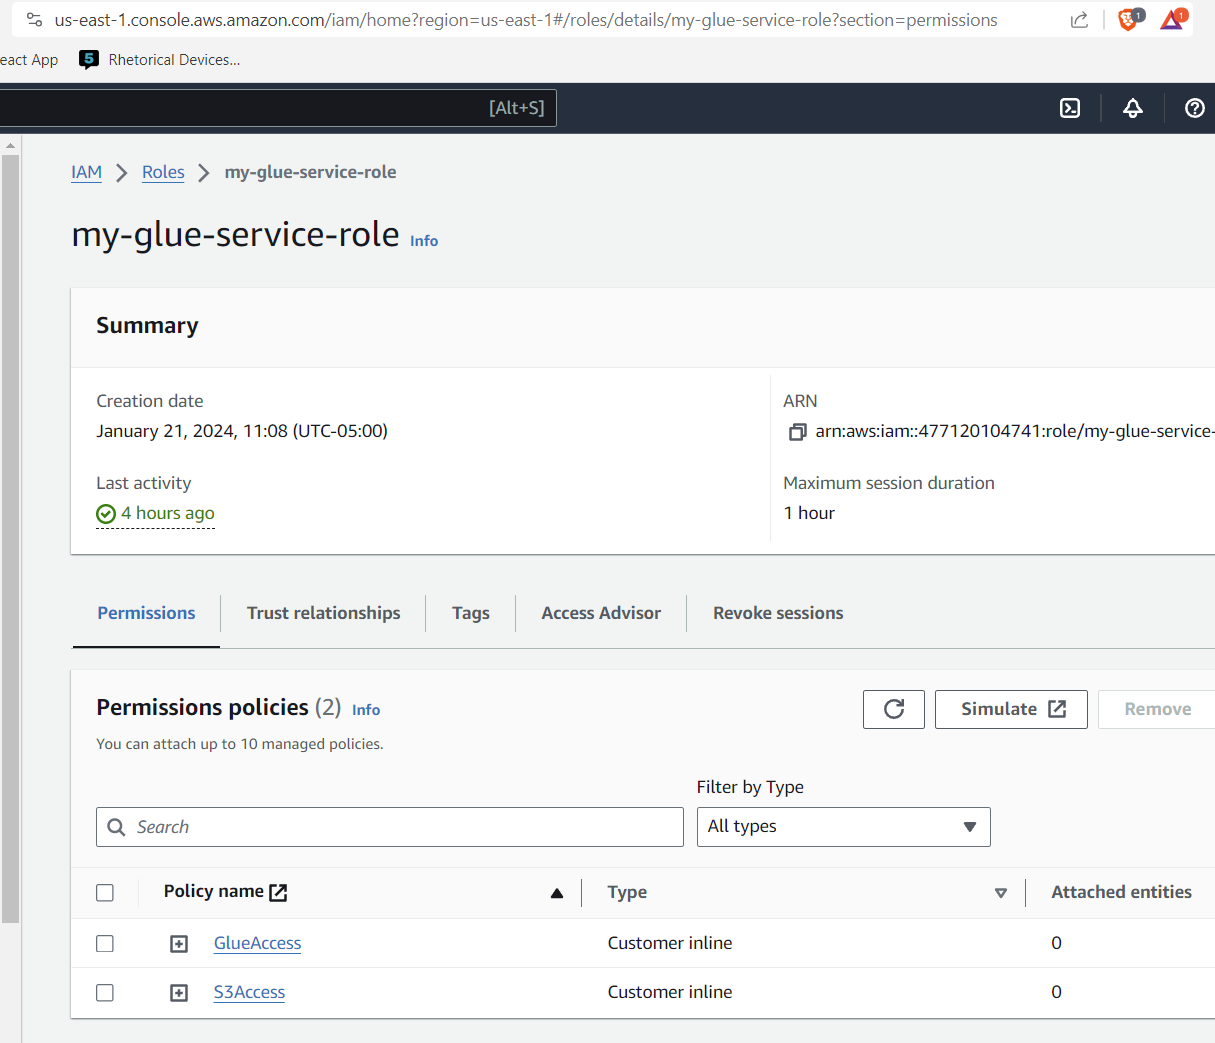 us-east-1.console.aws.amazon.com/iam/home?region=us-east-1#/roles/details/my-glue-service-role?section=permissions
1
1
eact App
5
Rhetorical Devices...
[Alt+S]
IAM
Roles
my-glue-service-role
my-glue-service-role Info
Summary
Creation date
January 21, 2024, 11:08 (UTC-05:00)
ARN
arn:aws:iam::477120104741:role/my-glue-service-
Last activity
4 hours ago
Maximum session duration
1 hour
Permissions
Trust relationships
Tags
Access Advisor
Revoke sessions
Permissions policies (2) Info
You can attach up to 10 managed policies.
Simulate
Remove
Filter by Type
Search
All types
Policy name
Type
Attached entities
GlueAccess
Customer inline
0
S3Access
Customer inline
0